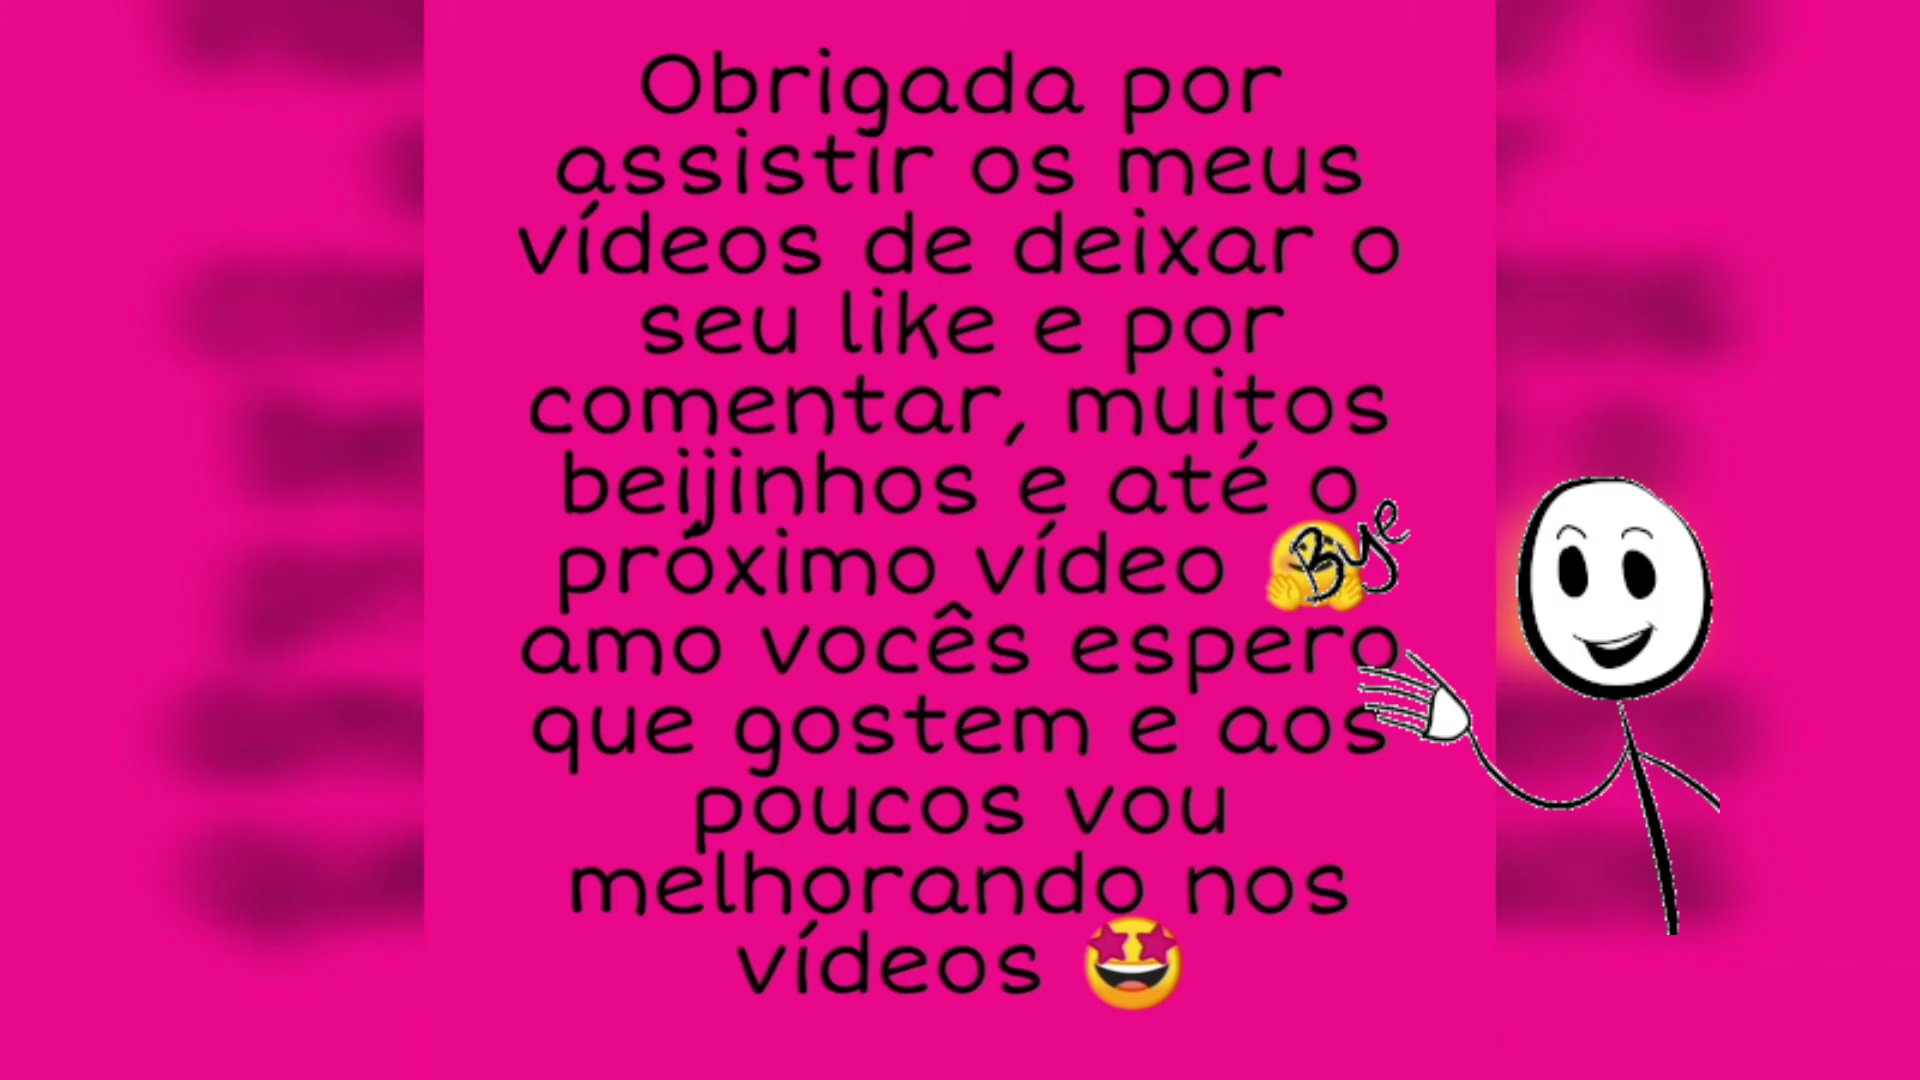 Obrigada por
assistir os meus
vídeos de deixar o
seu like e por
comentar, muitos
beijinhos e até o
próximo vídeo 🤗
Bye
amo vocês espero
que gostem e aos
poucos vou
melhorando nos
vídeos 🤩